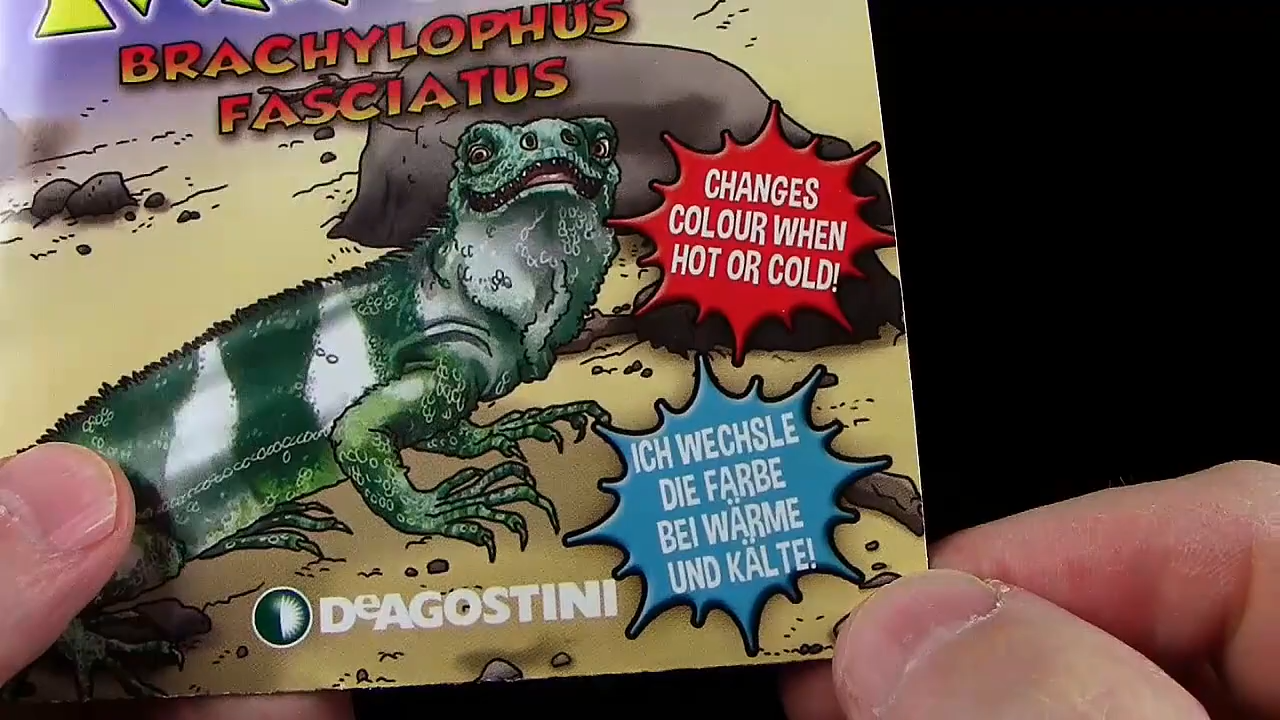 BRACHYLOPHUS
FASCIATUS
CHANGES
COLOUR WHEN
HOT OR COLD!
ICH WECHSLE
DIE FARBE
BEI WÄRME
UND KÄLTE!
DeAGOSTINI